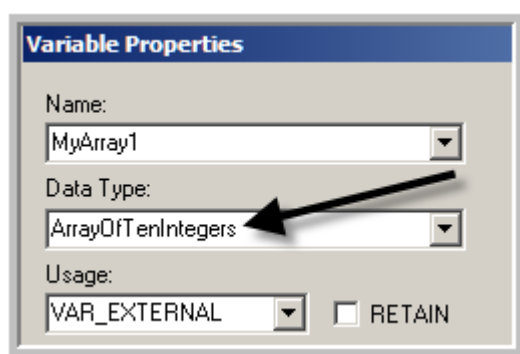 Variable Properties
Name:
MyArray1
Data Type:
ArrayOfTenIntegers
Usage:
VAR_EXTERNAL RETAIN